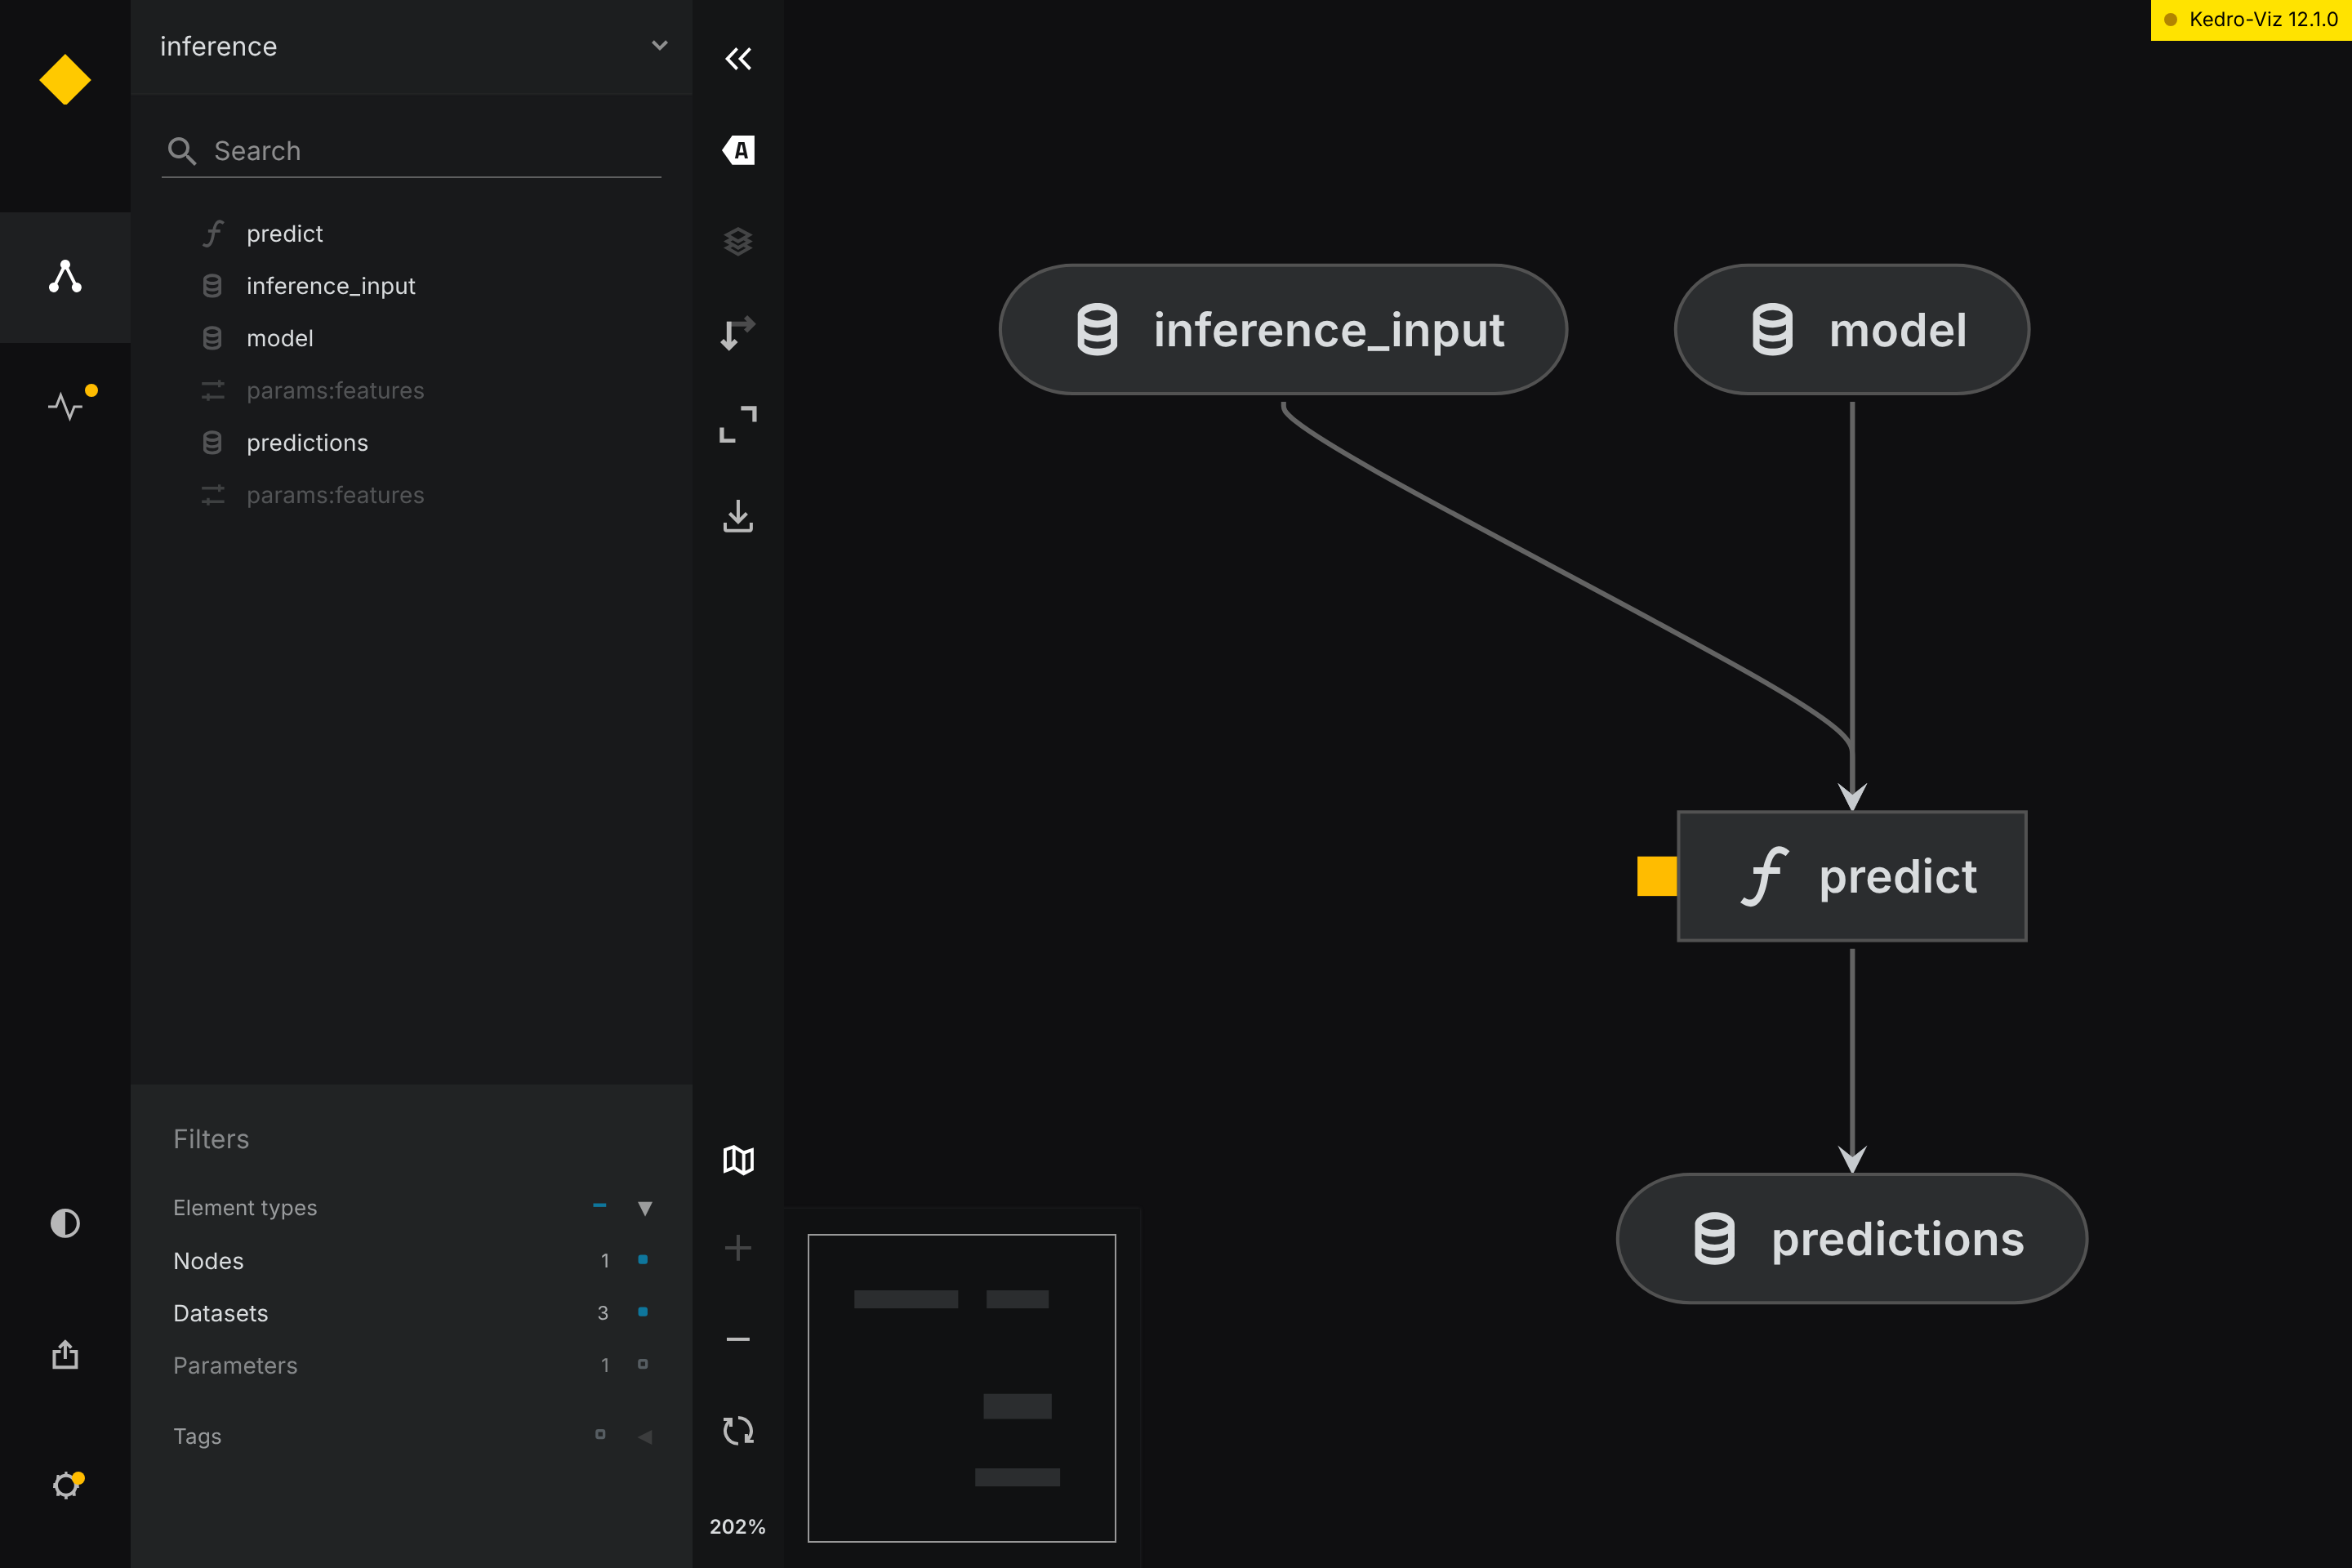 inference
Search
predict
inference_input
model
params:features
predictions
params:features
Filters
Element types
Nodes 1
Datasets 3
Parameters 1
Tags
A
202%
Kedro-Viz 12.1.0
inference_input
model
predict
predictions